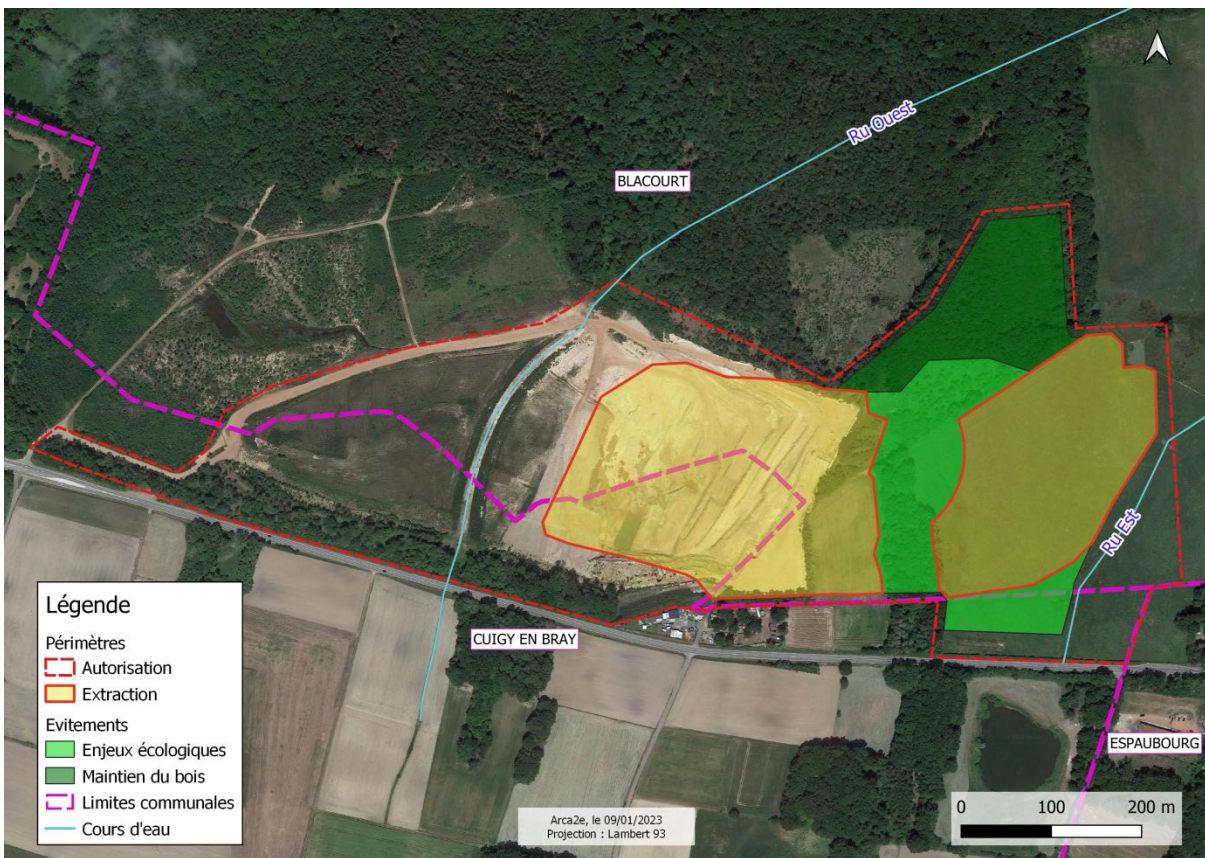 Ru Ouest
BLACOURT
Ru Est
CUIGY EN BRAY
ESPAUBOURG
Légende
Périmètres
Autorisation
Extraction
Evitements
Enjeux écologiques
Maintien du bois
Limites communales
Cours d'eau
Arca2e, le 09/01/2023
Projection : Lambert 93
0 100 200 m